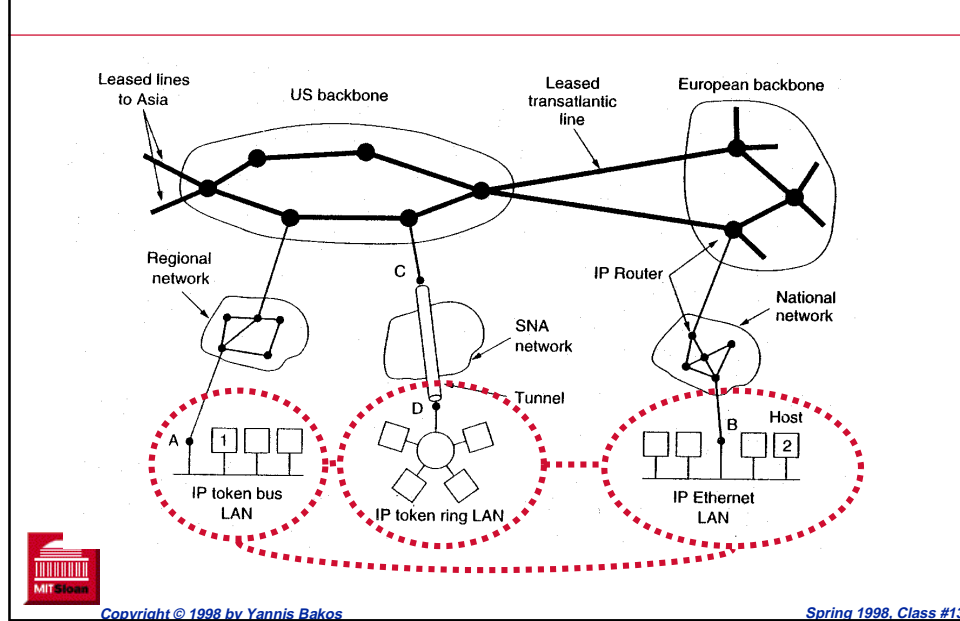 Leased lines
to Asia
US backbone
Leased
transatlantic
line
European backbone
Regional
network
C
IP Router
National
network
SNA
network
Tunnel
D
A
1
B
Host
2
IP token bus
LAN
IP token ring LAN
IP Ethernet
LAN
MITSloan
Copyright © 1998 by Yannis Bakos
Spring 1998, Class #13